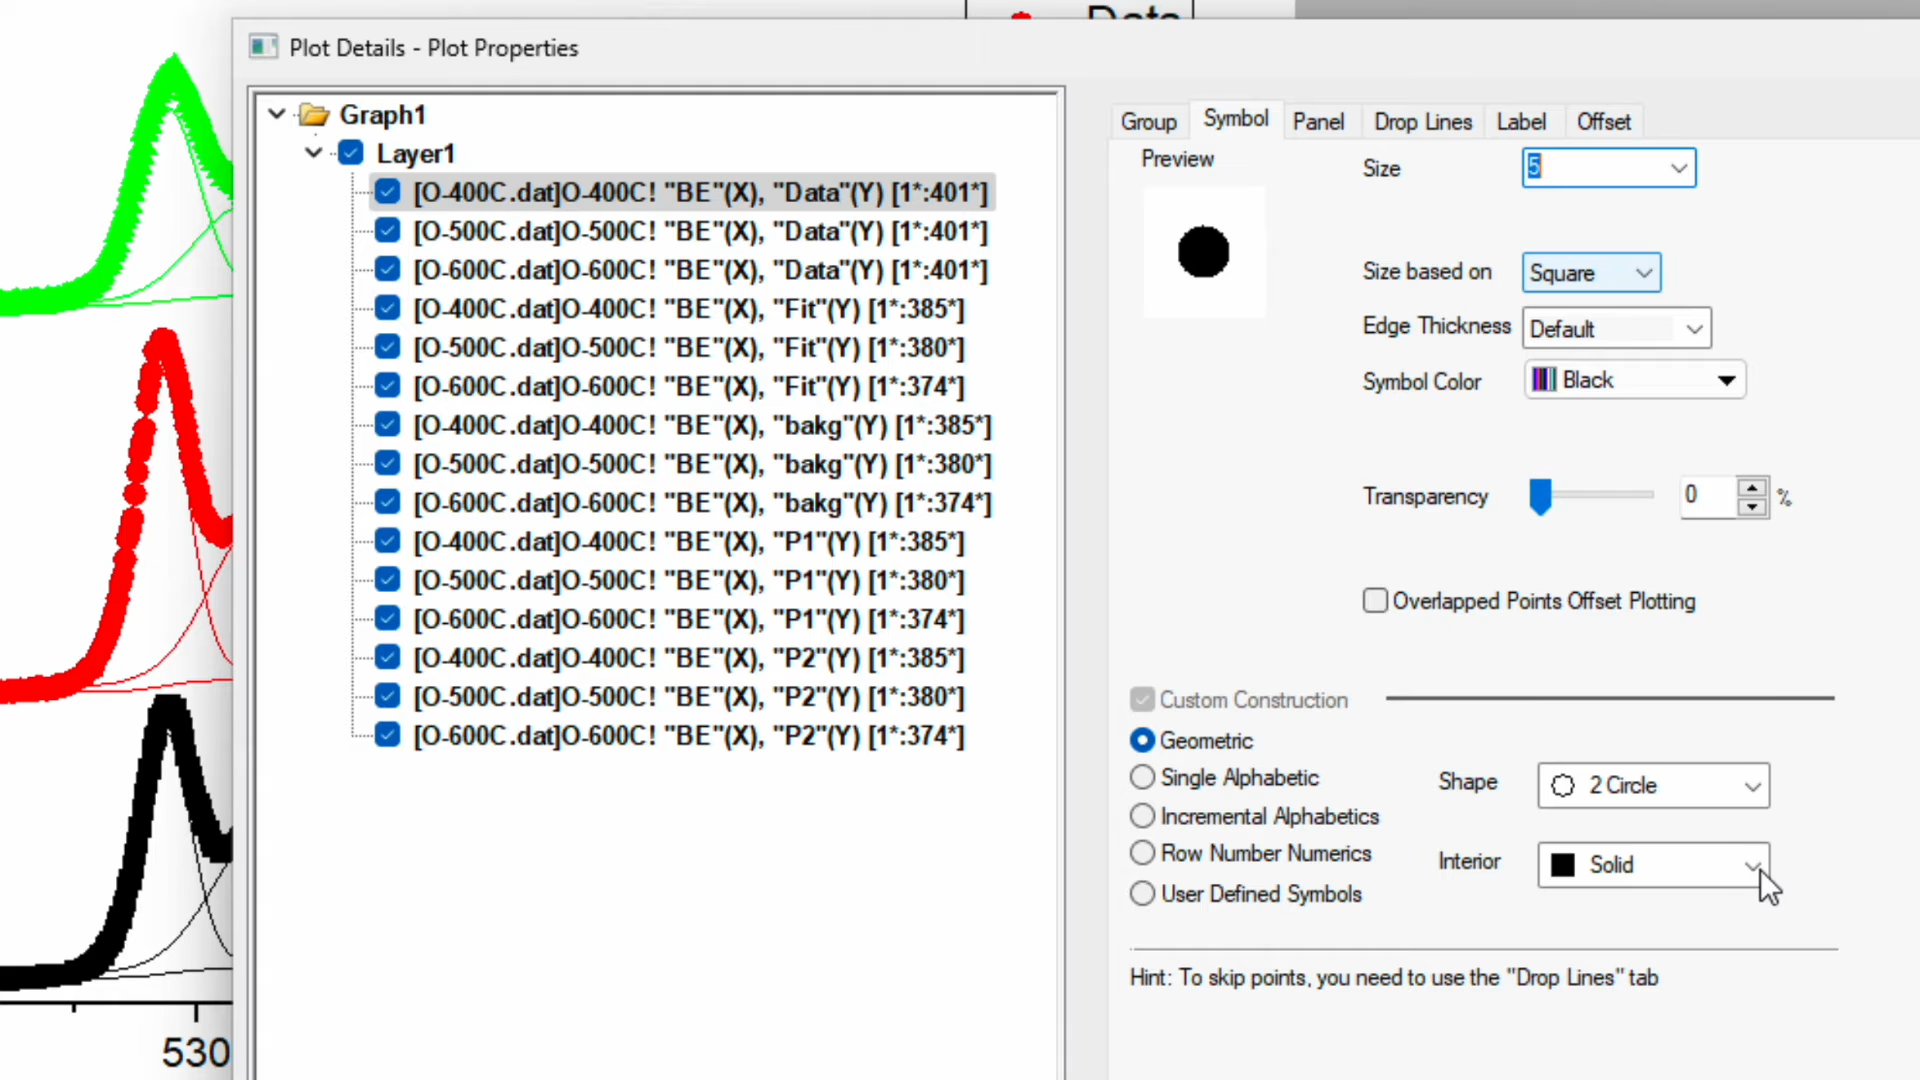 Data
Plot Details - Plot Properties
Graph1
Layer1
[O-400C.dat]O-400C! "BE"(X), "Data"(Y) [1*:401*]
[O-500C.dat]O-500C! "BE"(X), "Data"(Y) [1*:401*]
[O-600C.dat]O-600C! "BE"(X), "Data"(Y) [1*:401*]
[O-400C.dat]O-400C! "BE"(X), "Fit"(Y) [1*:385*]
[O-500C.dat]O-500C! "BE"(X), "Fit"(Y) [1*:380*]
[O-600C.dat]O-600C! "BE"(X), "Fit"(Y) [1*:374*]
[O-400C.dat]O-400C! "BE"(X), "bakg"(Y) [1*:385*]
[O-500C.dat]O-500C! "BE"(X), "bakg"(Y) [1*:380*]
[O-600C.dat]O-600C! "BE"(X), "bakg"(Y) [1*:374*]
[O-400C.dat]O-400C! "BE"(X), "P1"(Y) [1*:385*]
[O-500C.dat]O-500C! "BE"(X), "P1"(Y) [1*:380*]
[O-600C.dat]O-600C! "BE"(X), "P1"(Y) [1*:374*]
[O-400C.dat]O-400C! "BE"(X), "P2"(Y) [1*:385*]
[O-500C.dat]O-500C! "BE"(X), "P2"(Y) [1*:380*]
[O-600C.dat]O-600C! "BE"(X), "P2"(Y) [1*:374*]
530
Group Symbol Panel Drop Lines Label Offset
Preview
Size 5
Size based on Square
Edge Thickness Default
Symbol Color Black
Transparency 0 %
Overlapped Points Offset Plotting
Custom Construction
Geometric
Single Alphabetic
Incremental Alphabetics
Row Number Numerics
User Defined Symbols
Shape 2 Circle
Interior Solid
Hint: To skip points, you need to use the "Drop Lines" tab